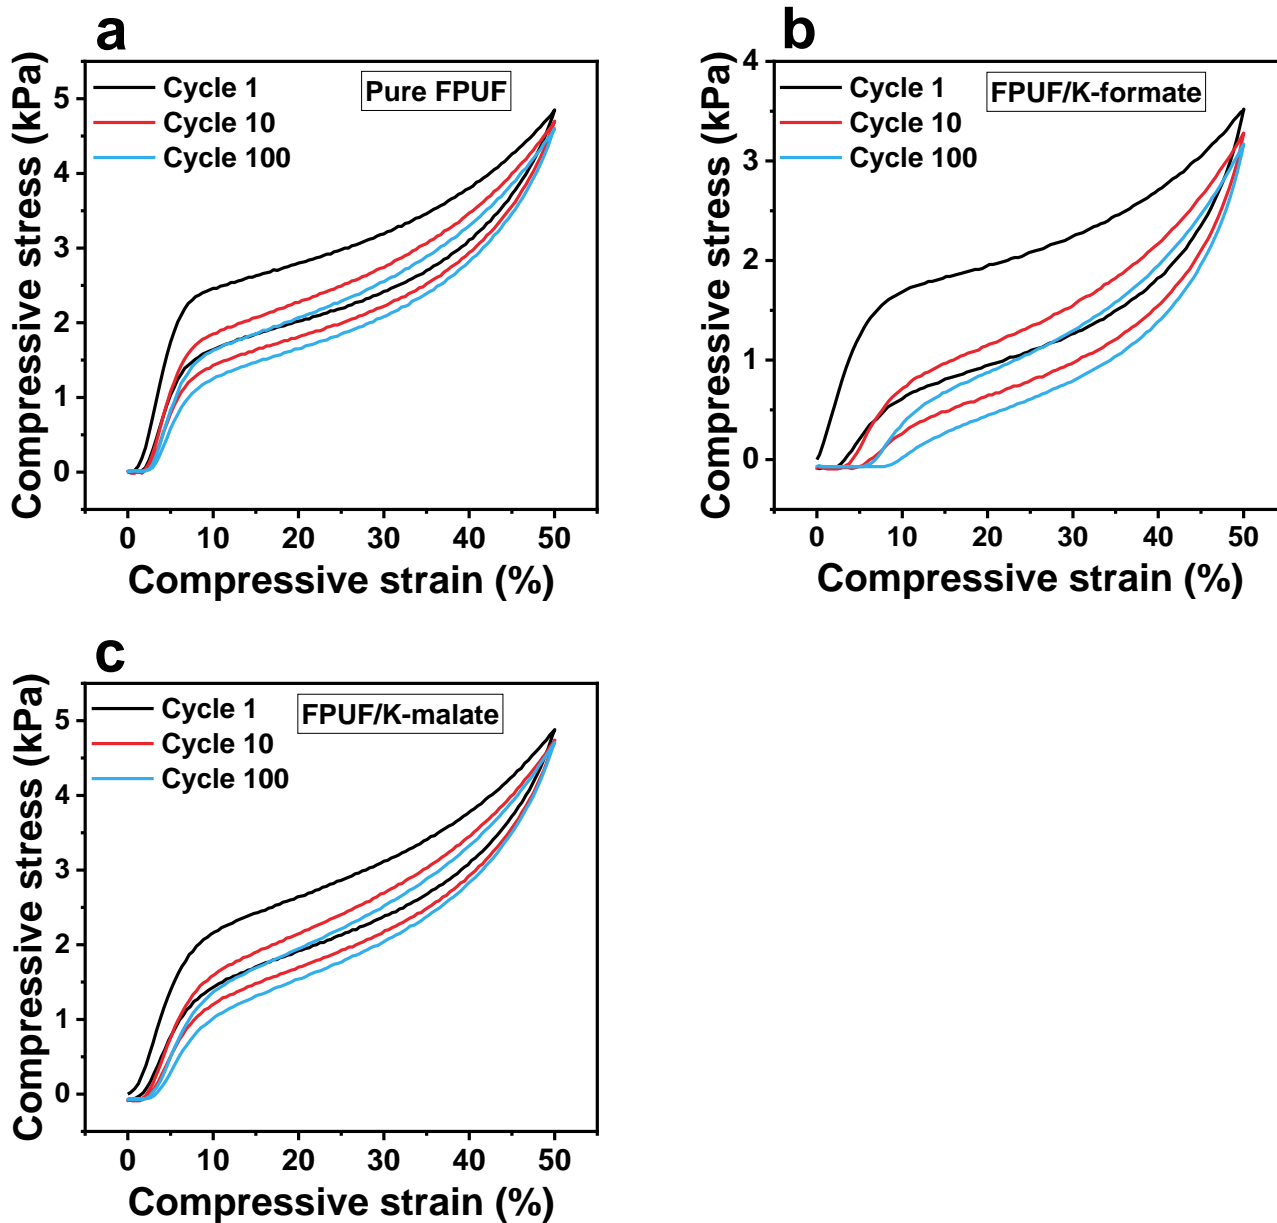 a
Cycle 1
Cycle 10
Cycle 100
Pure FPUF
Compressive stress (kPa)
5
4
3
2
1
0
0 10 20 30 40 50
Compressive strain (%)
b
Cycle 1
Cycle 10
Cycle 100
FPUF/K-formate
Compressive stress (kPa)
4
3
2
1
0
0 10 20 30 40 50
Compressive strain (%)
c
Cycle 1
Cycle 10
Cycle 100
FPUF/K-malate
Compressive stress (kPa)
5
4
3
2
1
0
0 10 20 30 40 50
Compressive strain (%)